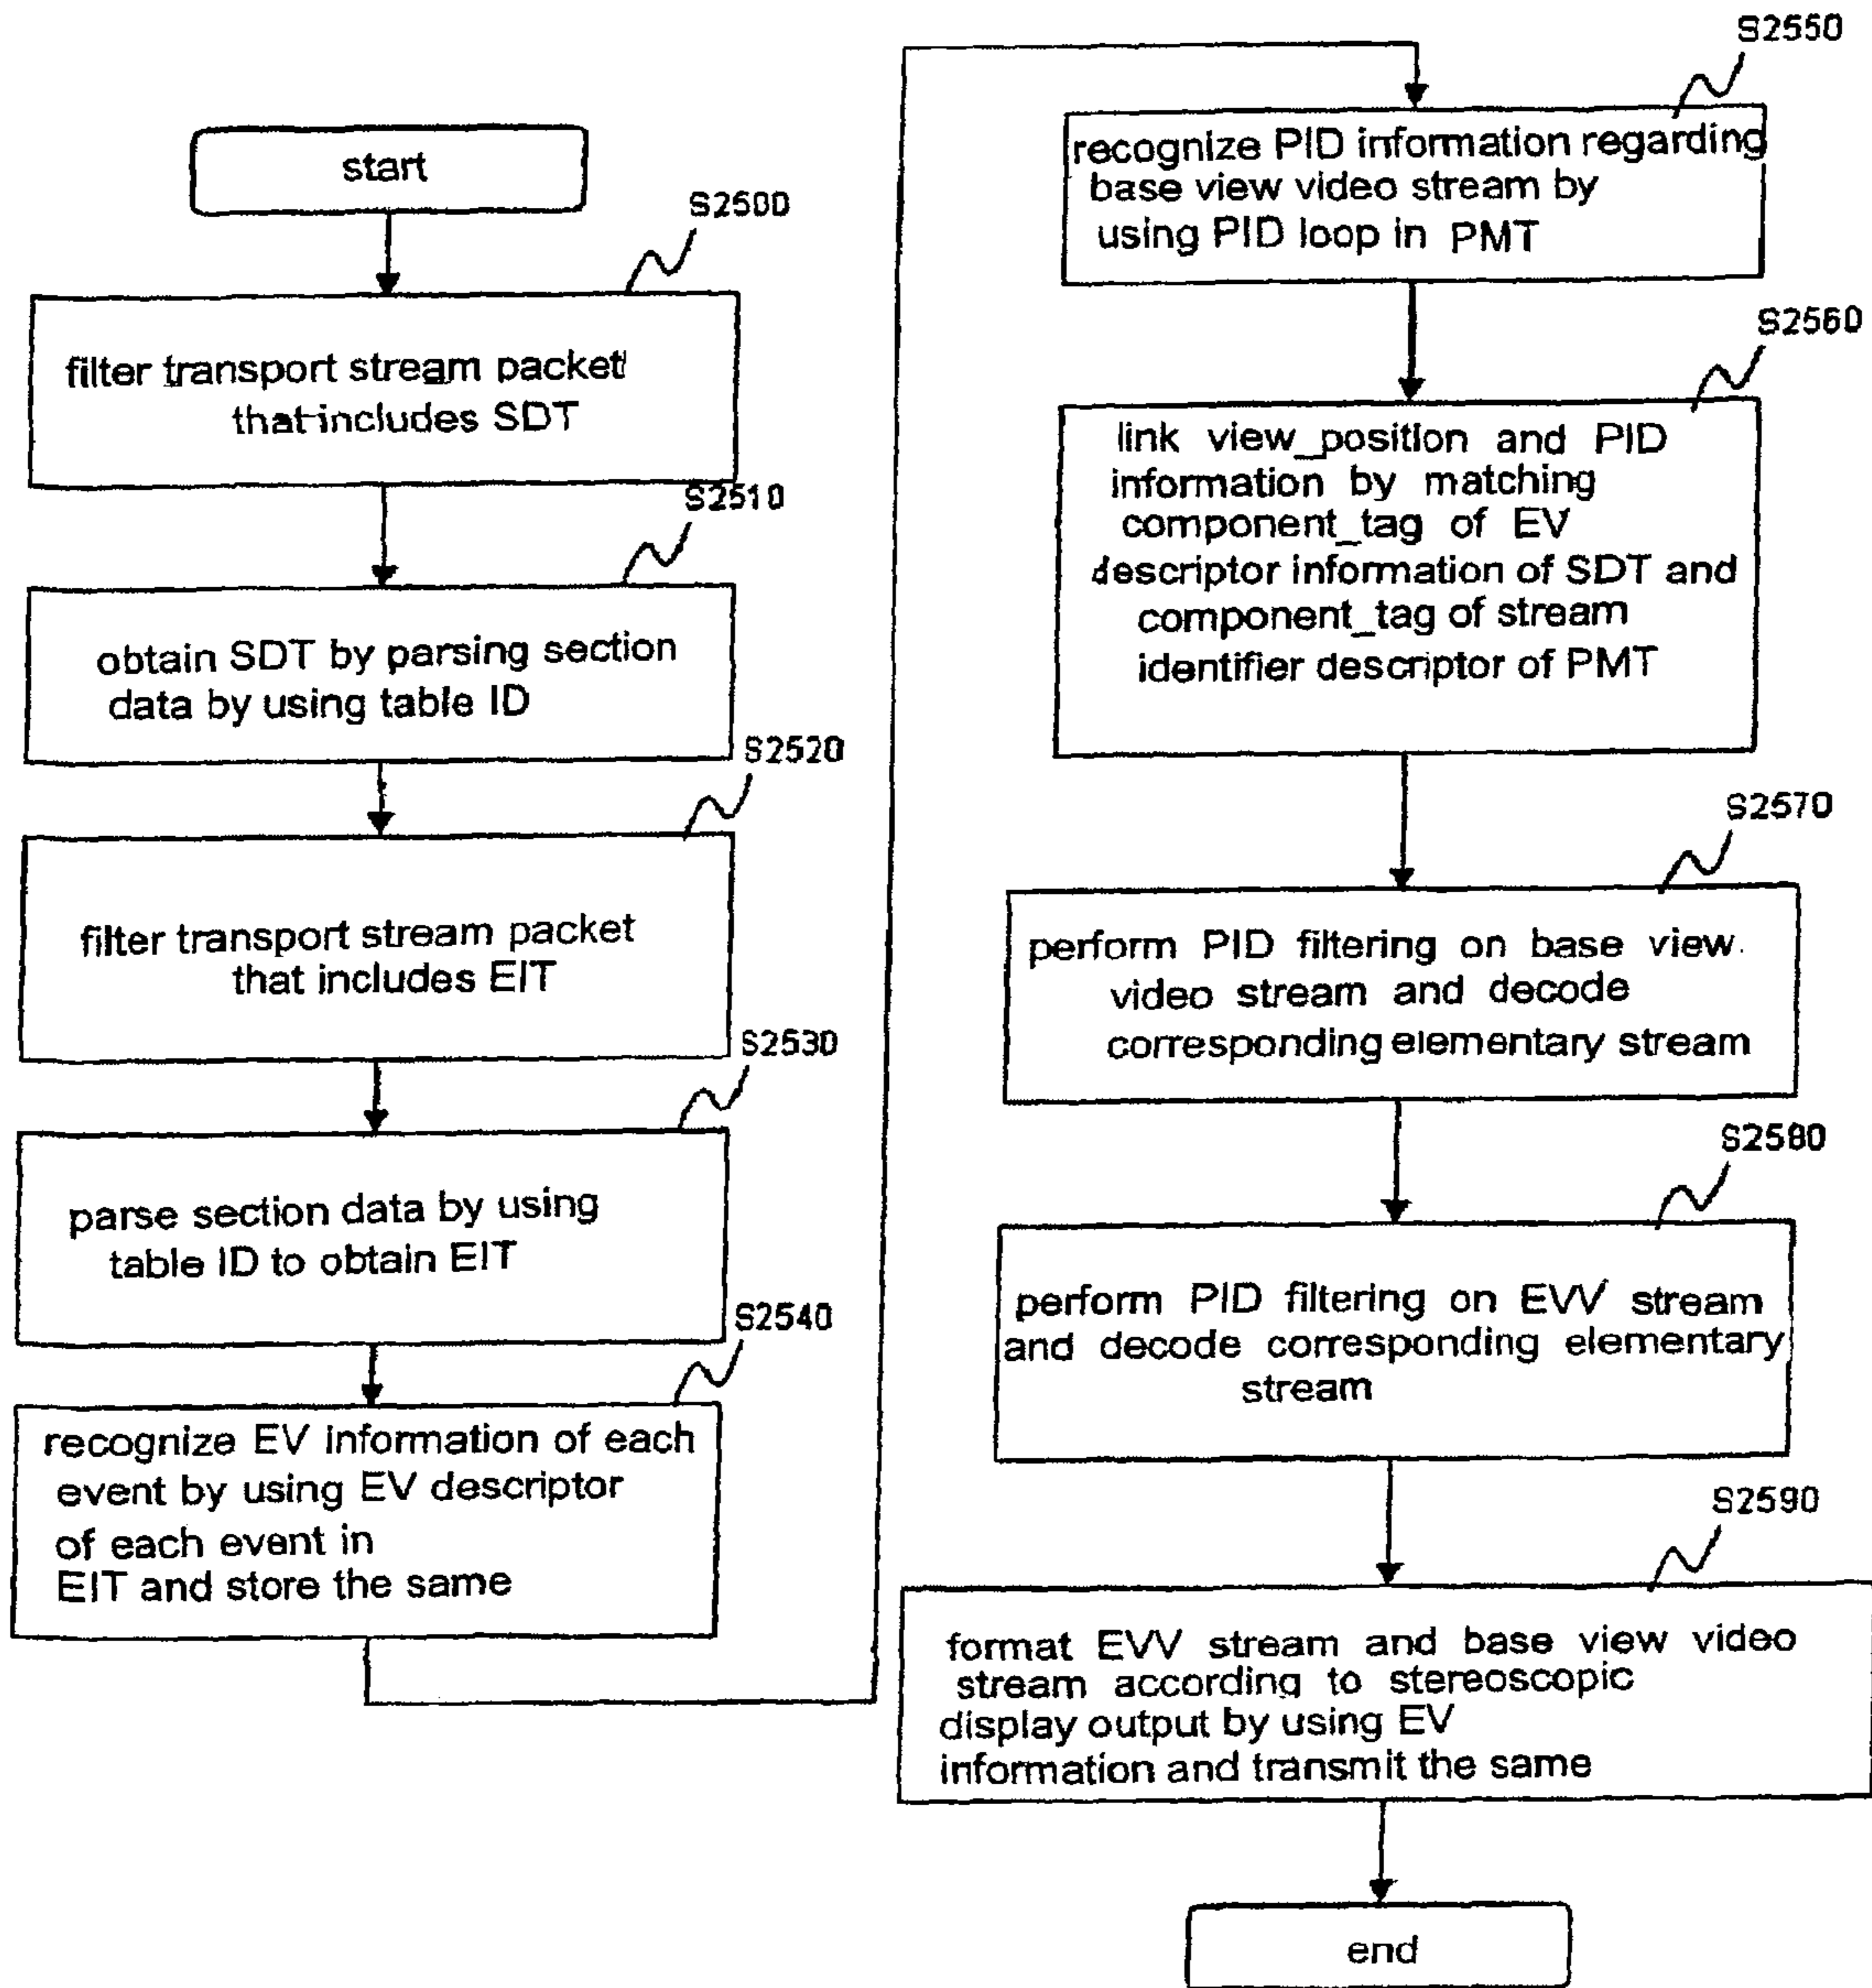 start
S2500
filter transport stream packet
that includes SDT
S2510
obtain SDT by parsing section
data by using table ID
S2520
filter transport stream packet
that includes EIT
S2530
parse section data by using
table ID to obtain EIT
S2540
recognize EV information of each
event by using EV descriptor
of each event in
EIT and store the same
S2550
recognize PID information regarding
base view video stream by
using PID loop in PMT
S2560
link view_position and PID
information by matching
component_tag of EV
descriptor information of SDT and
component_tag of stream
identifier descriptor of PMT
S2570
perform PID filtering on base view
video stream and decode
corresponding elementary stream
S2580
perform PID filtering on EVV stream
and decode corresponding elementary
stream
S2590
format EVV stream and base view video
stream according to stereoscopic
display output by using EV
information and transmit the same
end